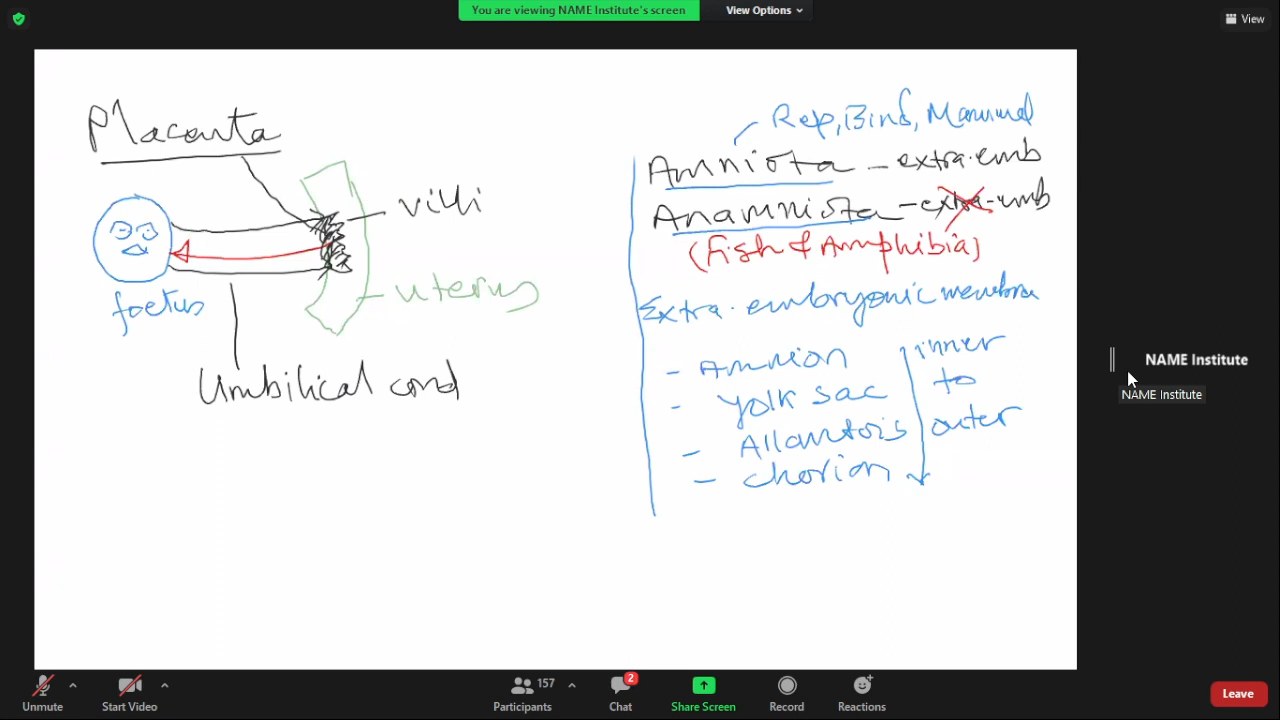 You are viewing NAME Institute's screen
View Options
View
Placenta
villi
uterus
foetus
Umbilical cord
Rep, Bird, Mammal
Amniota - extra-emb
Anamniota - extra-emb
(Fish & Amphibia)
Extra-embryonic membrane
- Amnion
- Yolk sac
- Allantois
- chorion
inner
to
outer
NAME Institute
NAME Institute
Unmute
Start Video
157
Participants
2
Chat
Share Screen
Record
Reactions
Leave